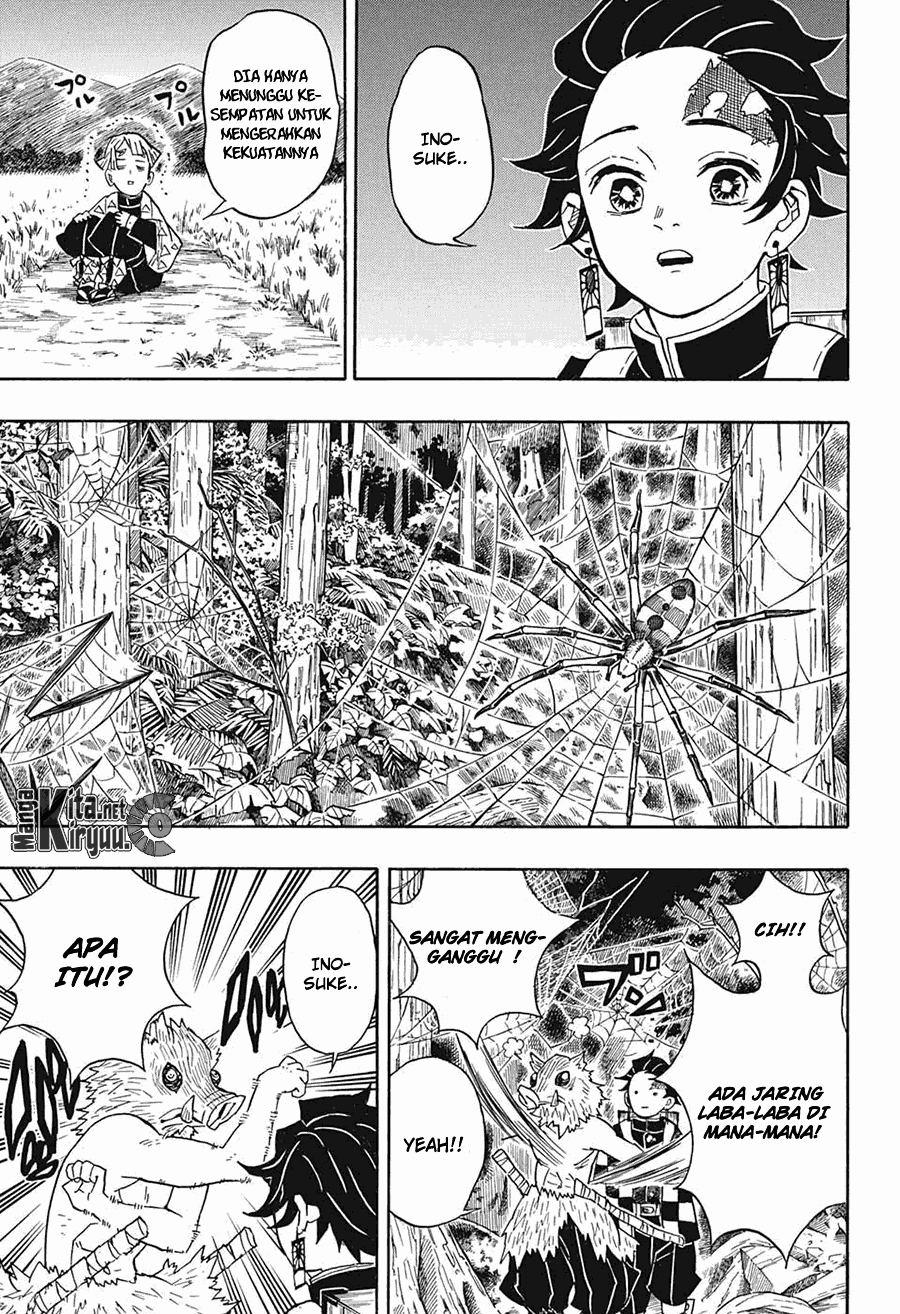 INO-
SUKE..
DIA HANYA
MENUNGGU KE-
SEMPATAN UNTUK
MENGERAHKAN
KEKUATANNYA
プル
プル
CIH!!
ADA JARING
LABA-LABA DI
MANA-MANA!
SANGAT MENG-
GANGGU !
YEAH!!
INO-
SUKE..
APA
ITU!?
MangaKita.net
Kiryuu.CO